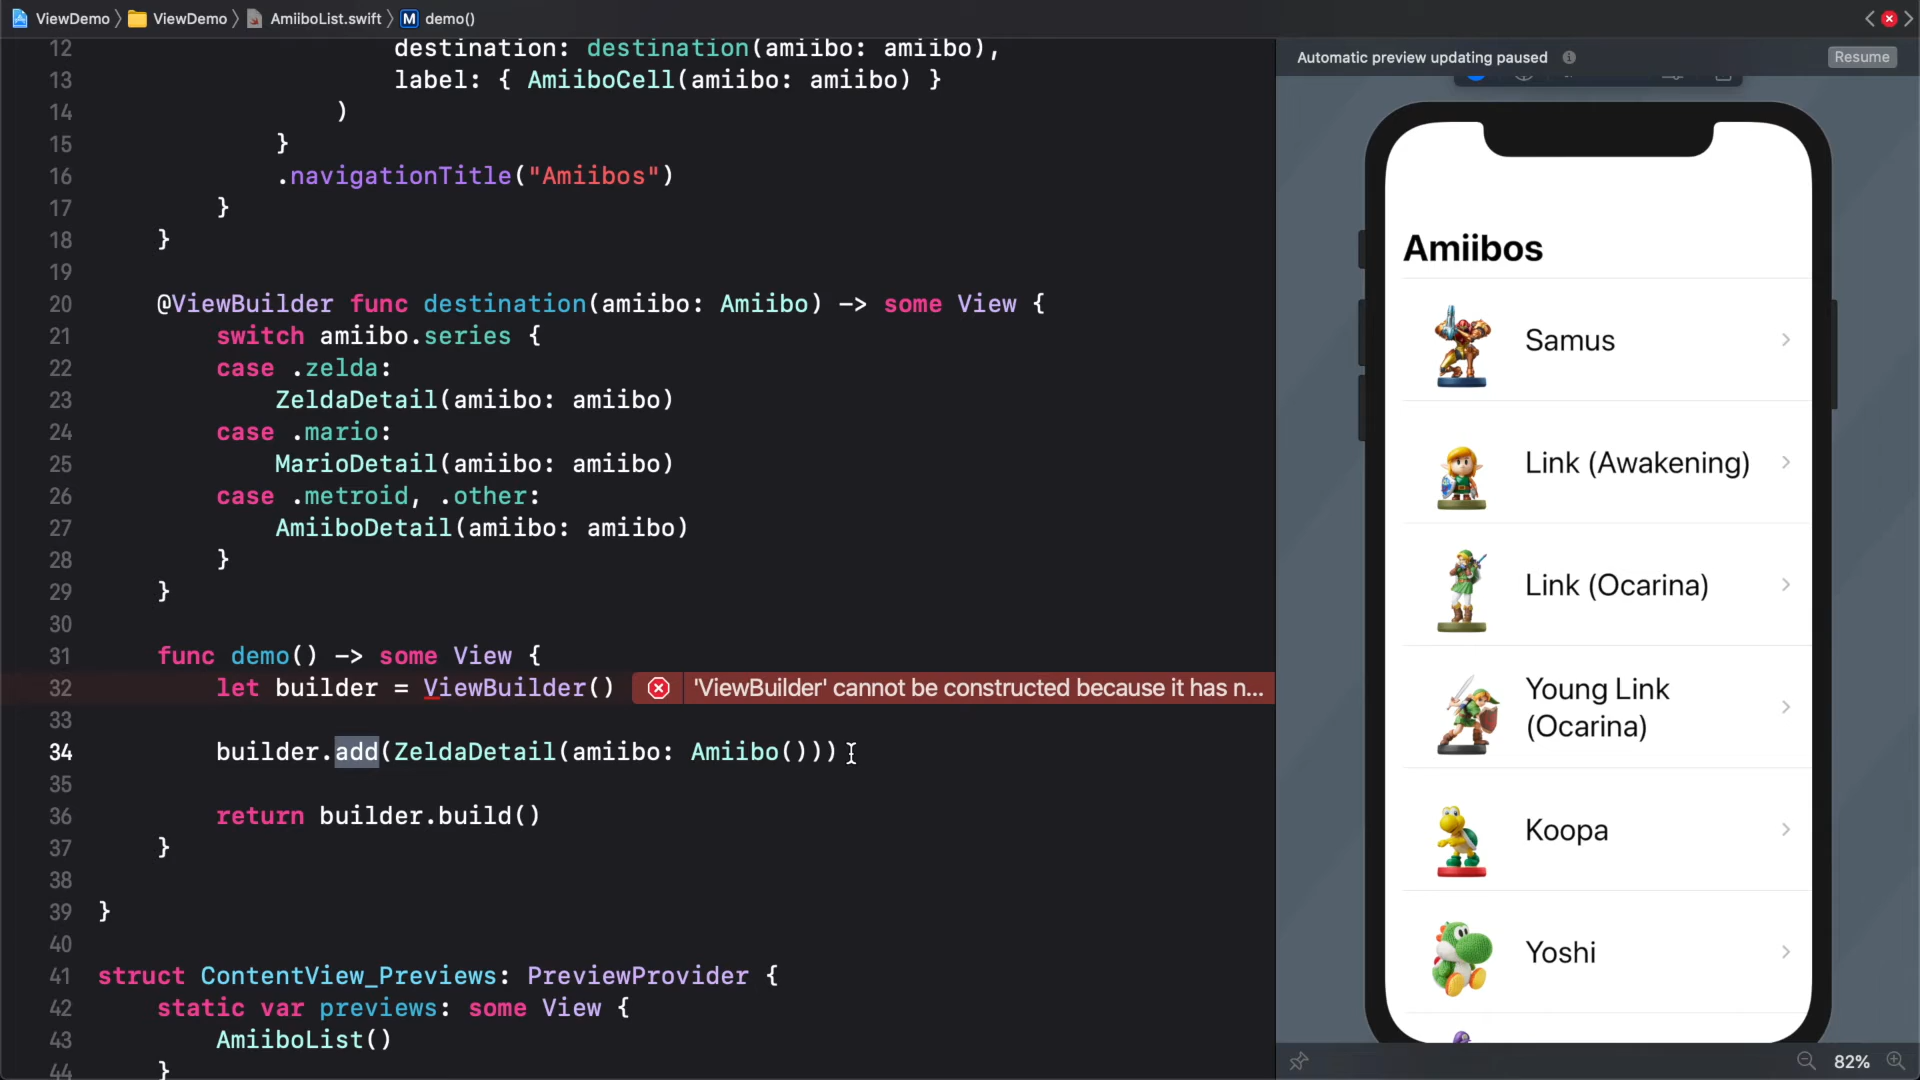 ViewDemo ViewDemo AmiiboList.swift M demo()
12 destination: destination(amiibo: amiibo),
13 label: { AmiiboCell(amiibo: amiibo) }
14 )
15 }
16 .navigationTitle("Amiibos")
17 }
18 }
19
20 @ViewBuilder func destination(amiibo: Amiibo) -> some View {
21 switch amiibo.series {
22 case .zelda:
23 ZeldaDetail(amiibo: amiibo)
24 case .mario:
25 MarioDetail(amiibo: amiibo)
26 case .metroid, .other:
27 AmiiboDetail(amiibo: amiibo)
28 }
29 }
30
31 func demo() -> some View {
32 let builder = ViewBuilder() 'ViewBuilder' cannot be constructed because it has n...
33
34 builder.add(ZeldaDetail(amiibo: Amiibo()))
35
36 return builder.build()
37 }
38
39 }
40
41 struct ContentView_Previews: PreviewProvider {
42 static var previews: some View {
43 AmiiboList()
44 }
Automatic preview updating paused
Resume
Amiibos
Samus
Link (Awakening)
Link (Ocarina)
Young Link
(Ocarina)
Koopa
Yoshi
82%